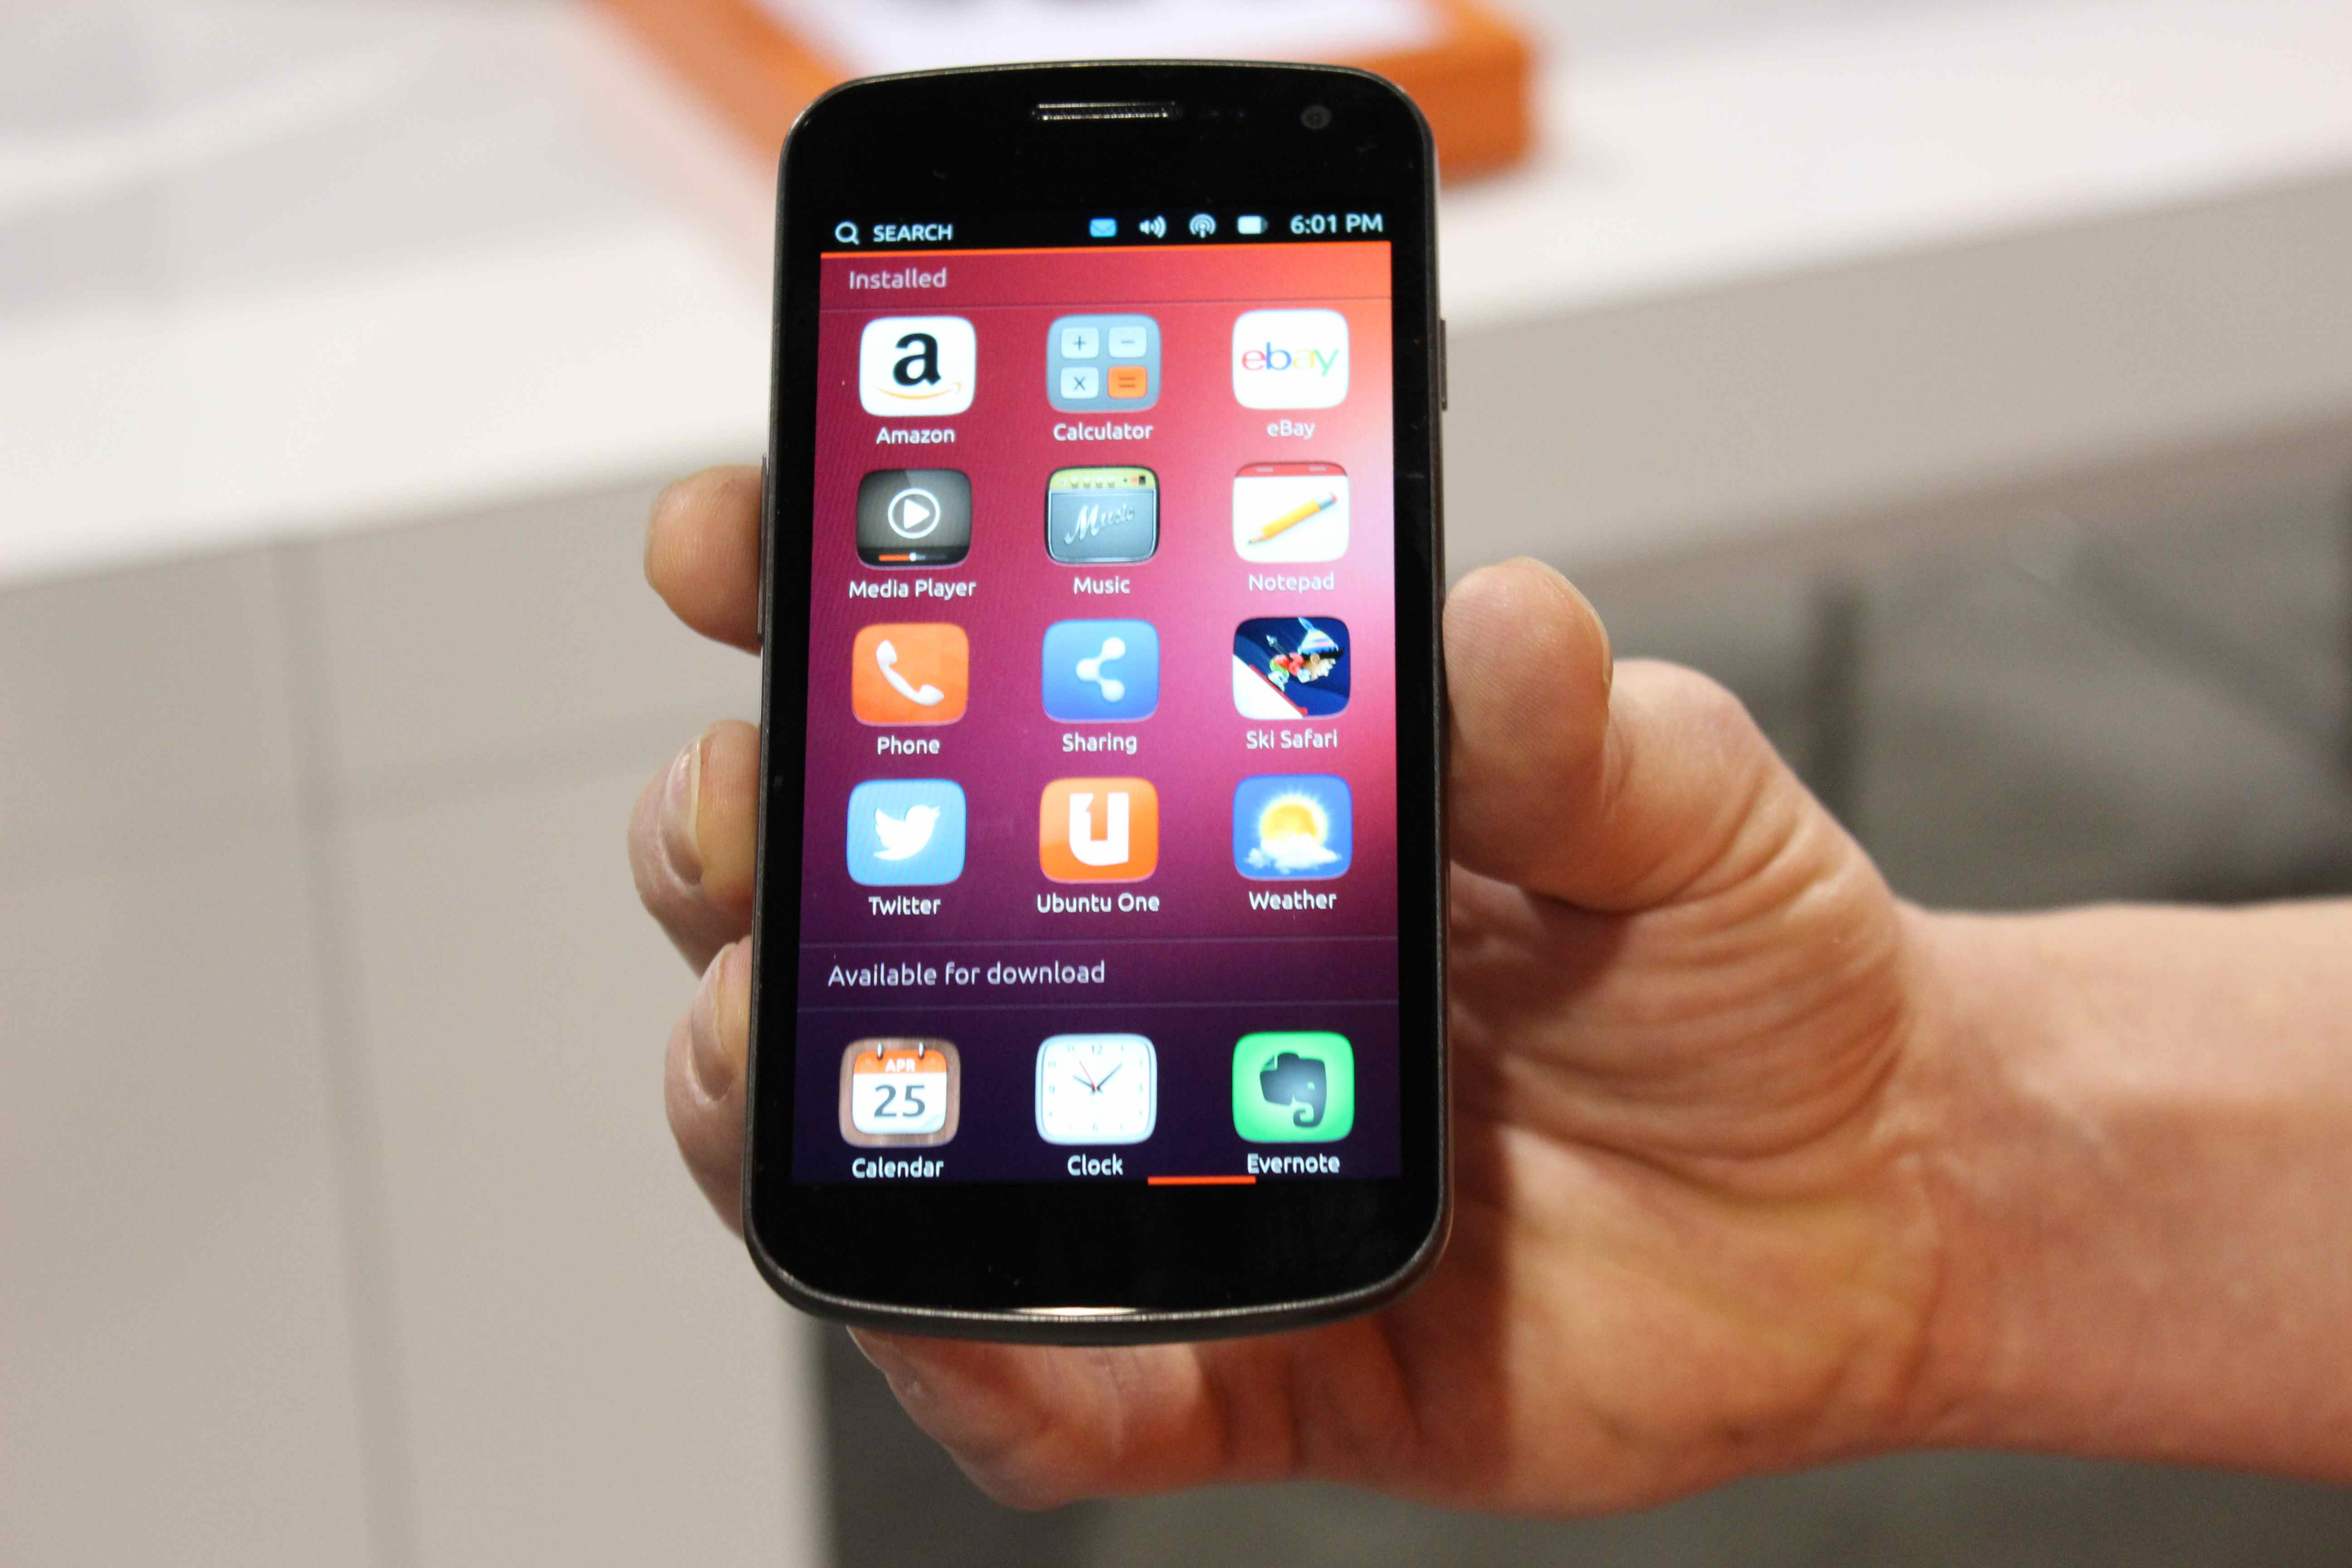 SEARCH 6:01 PM
Installed
a ebay
Amazon Calculator eBay
Music
Media Player Music Notepad
Phone Sharing Ski Safari
u
Twitter Ubuntu One Weather
Available for download
APR
25 12
Calendar Clock Evernote